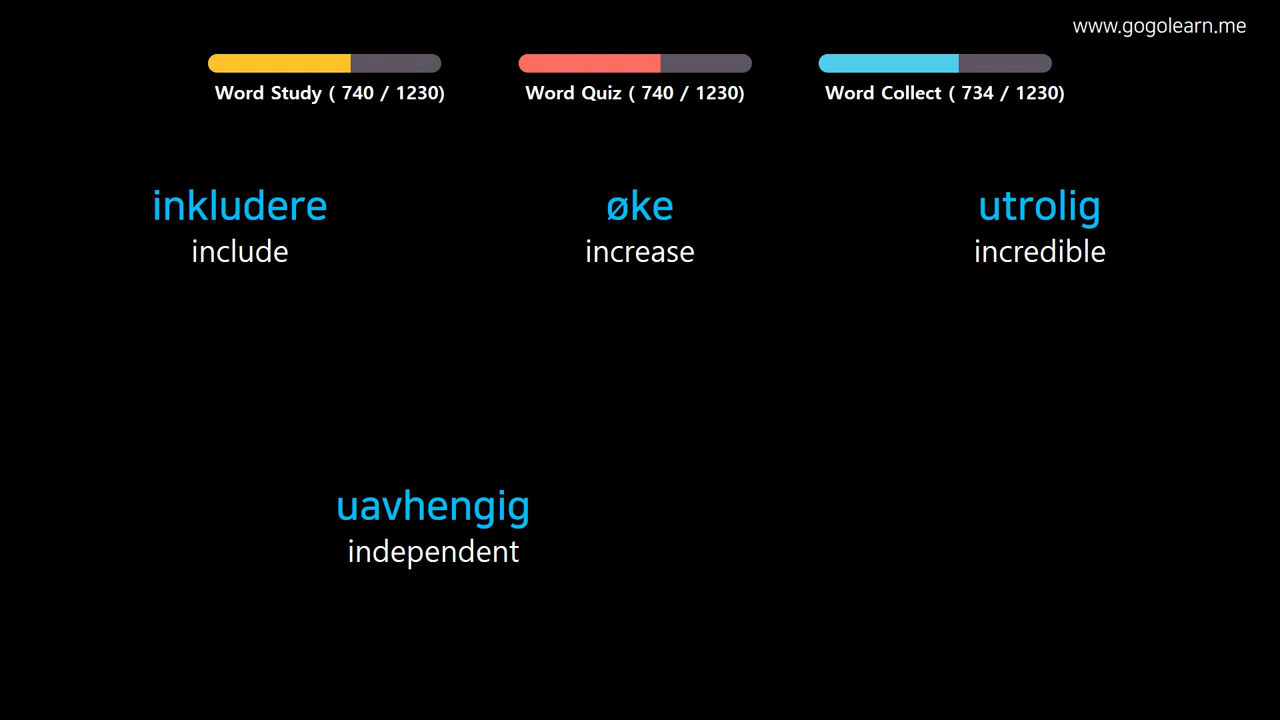 www.gogolearn.me
Word Study ( 740 / 1230)
Word Quiz ( 740 / 1230)
Word Collect ( 734 / 1230)
inkludere
include
øke
increase
utrolig
incredible
uavhengig
independent